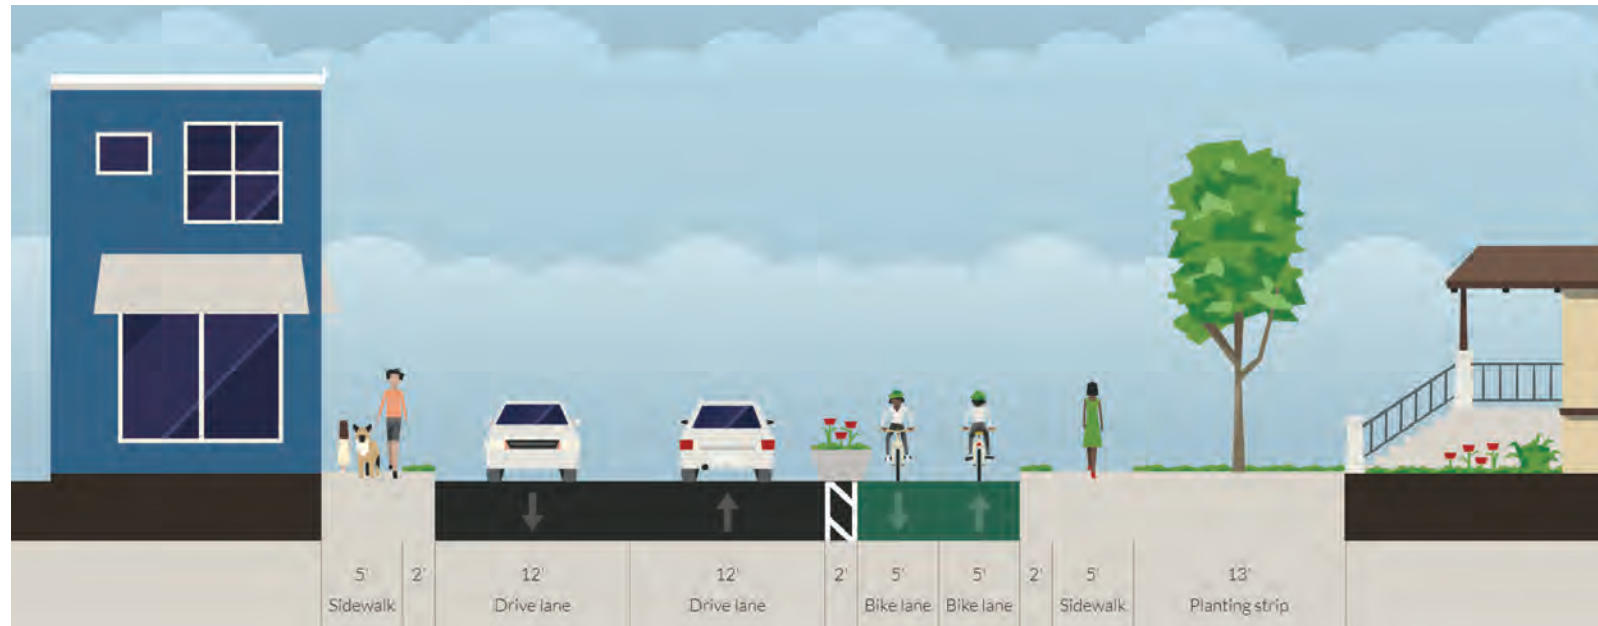 5' 2' 12' 12' 2' 5' 5' 2' 5' 13'
Sidewalk Drive lane Drive lane Bike lane Bike lane Sidewalk Planting strip